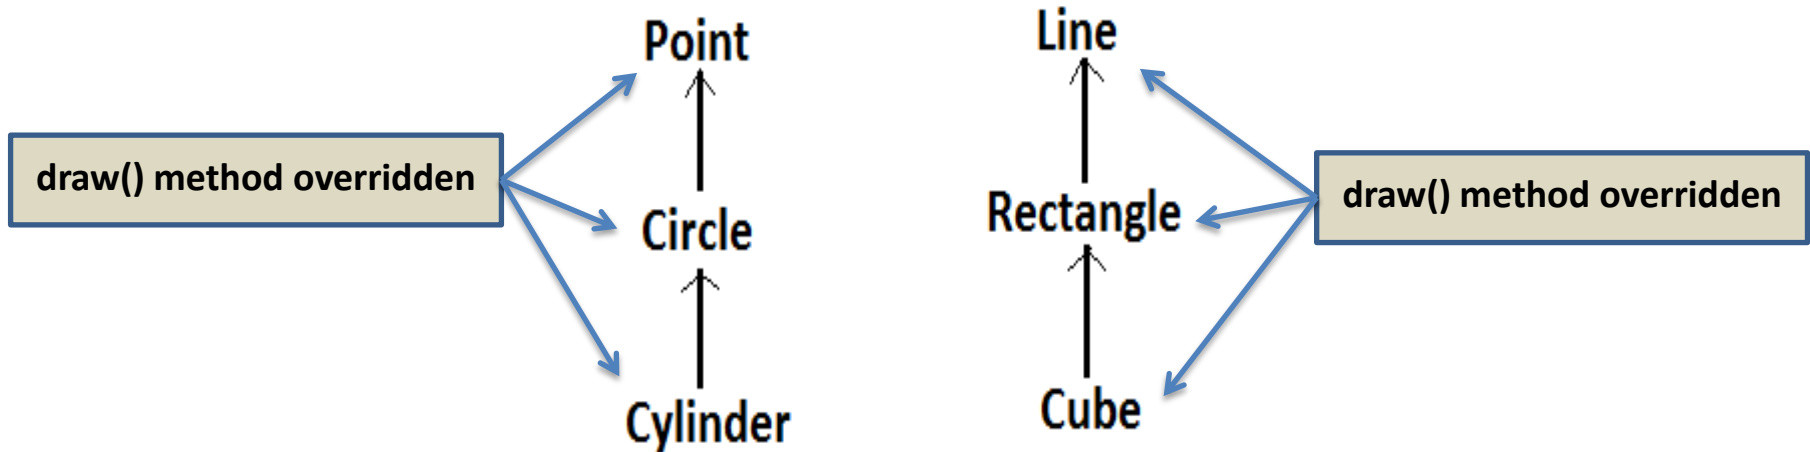 Point
Line
draw() method overridden
draw() method overridden
Circle
Rectangle
Cylinder
Cube